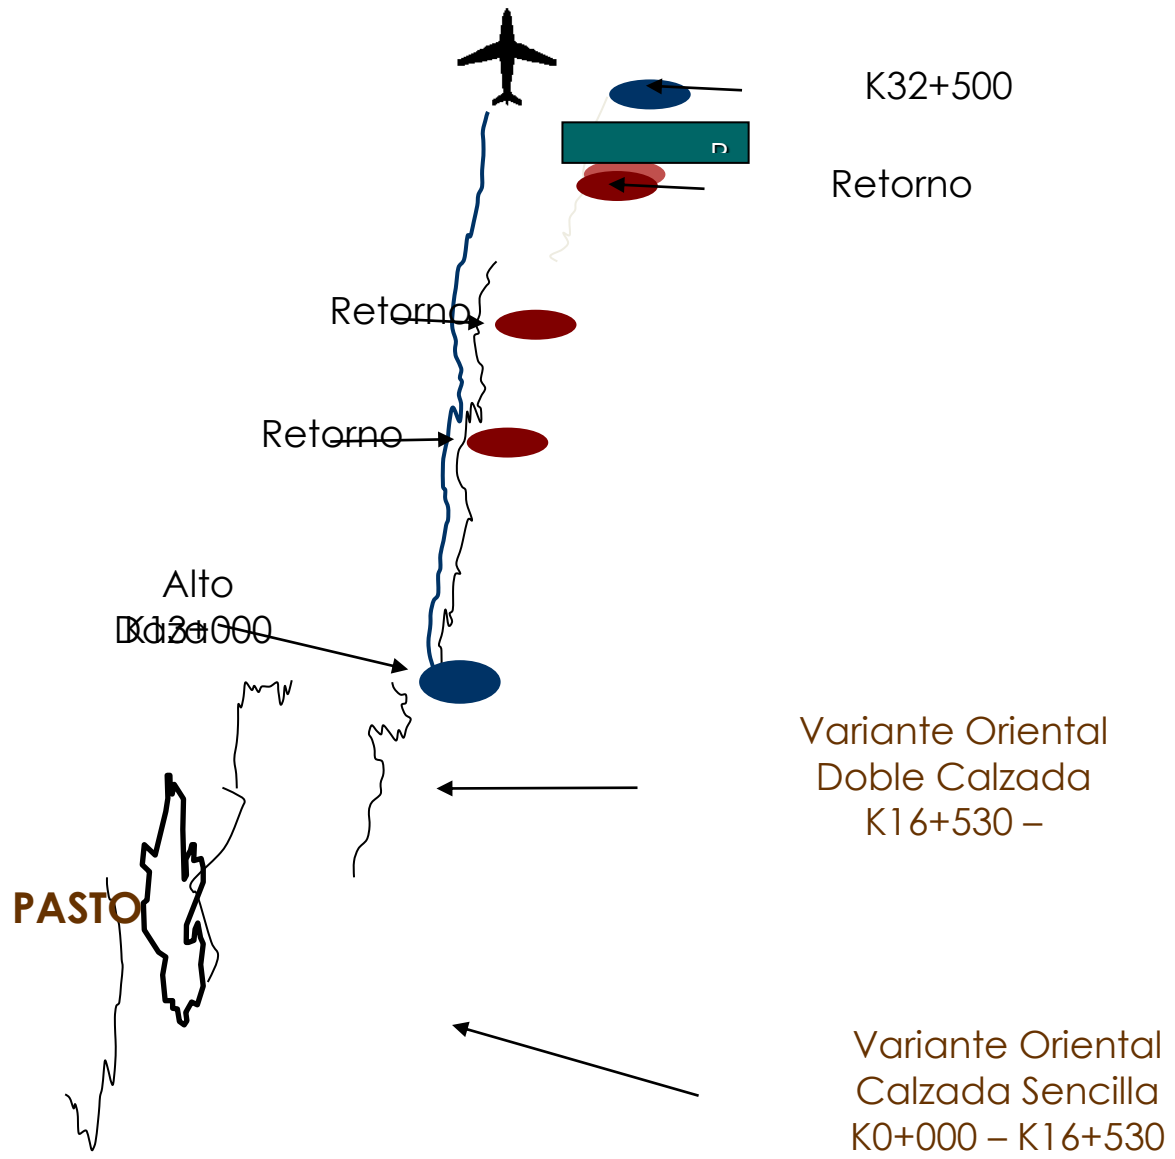 K32+500
Retorno
Retorno
Retorno
Alto
Daza
K13+000
Variante Oriental
Doble Calzada
K16+530 –
PASTO
Variante Oriental
Calzada Sencilla
K0+000 – K16+530